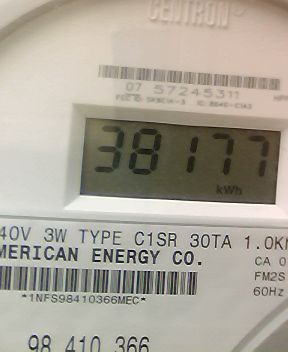 CENTRON
07 57245311
38177
kWh
40V 3W TYPE C1SR 30TA 1.0K
MERICAN ENERGY CO.
CA 0
FM2S
60Hz
*1NFS98410366MEC*
98 410 366